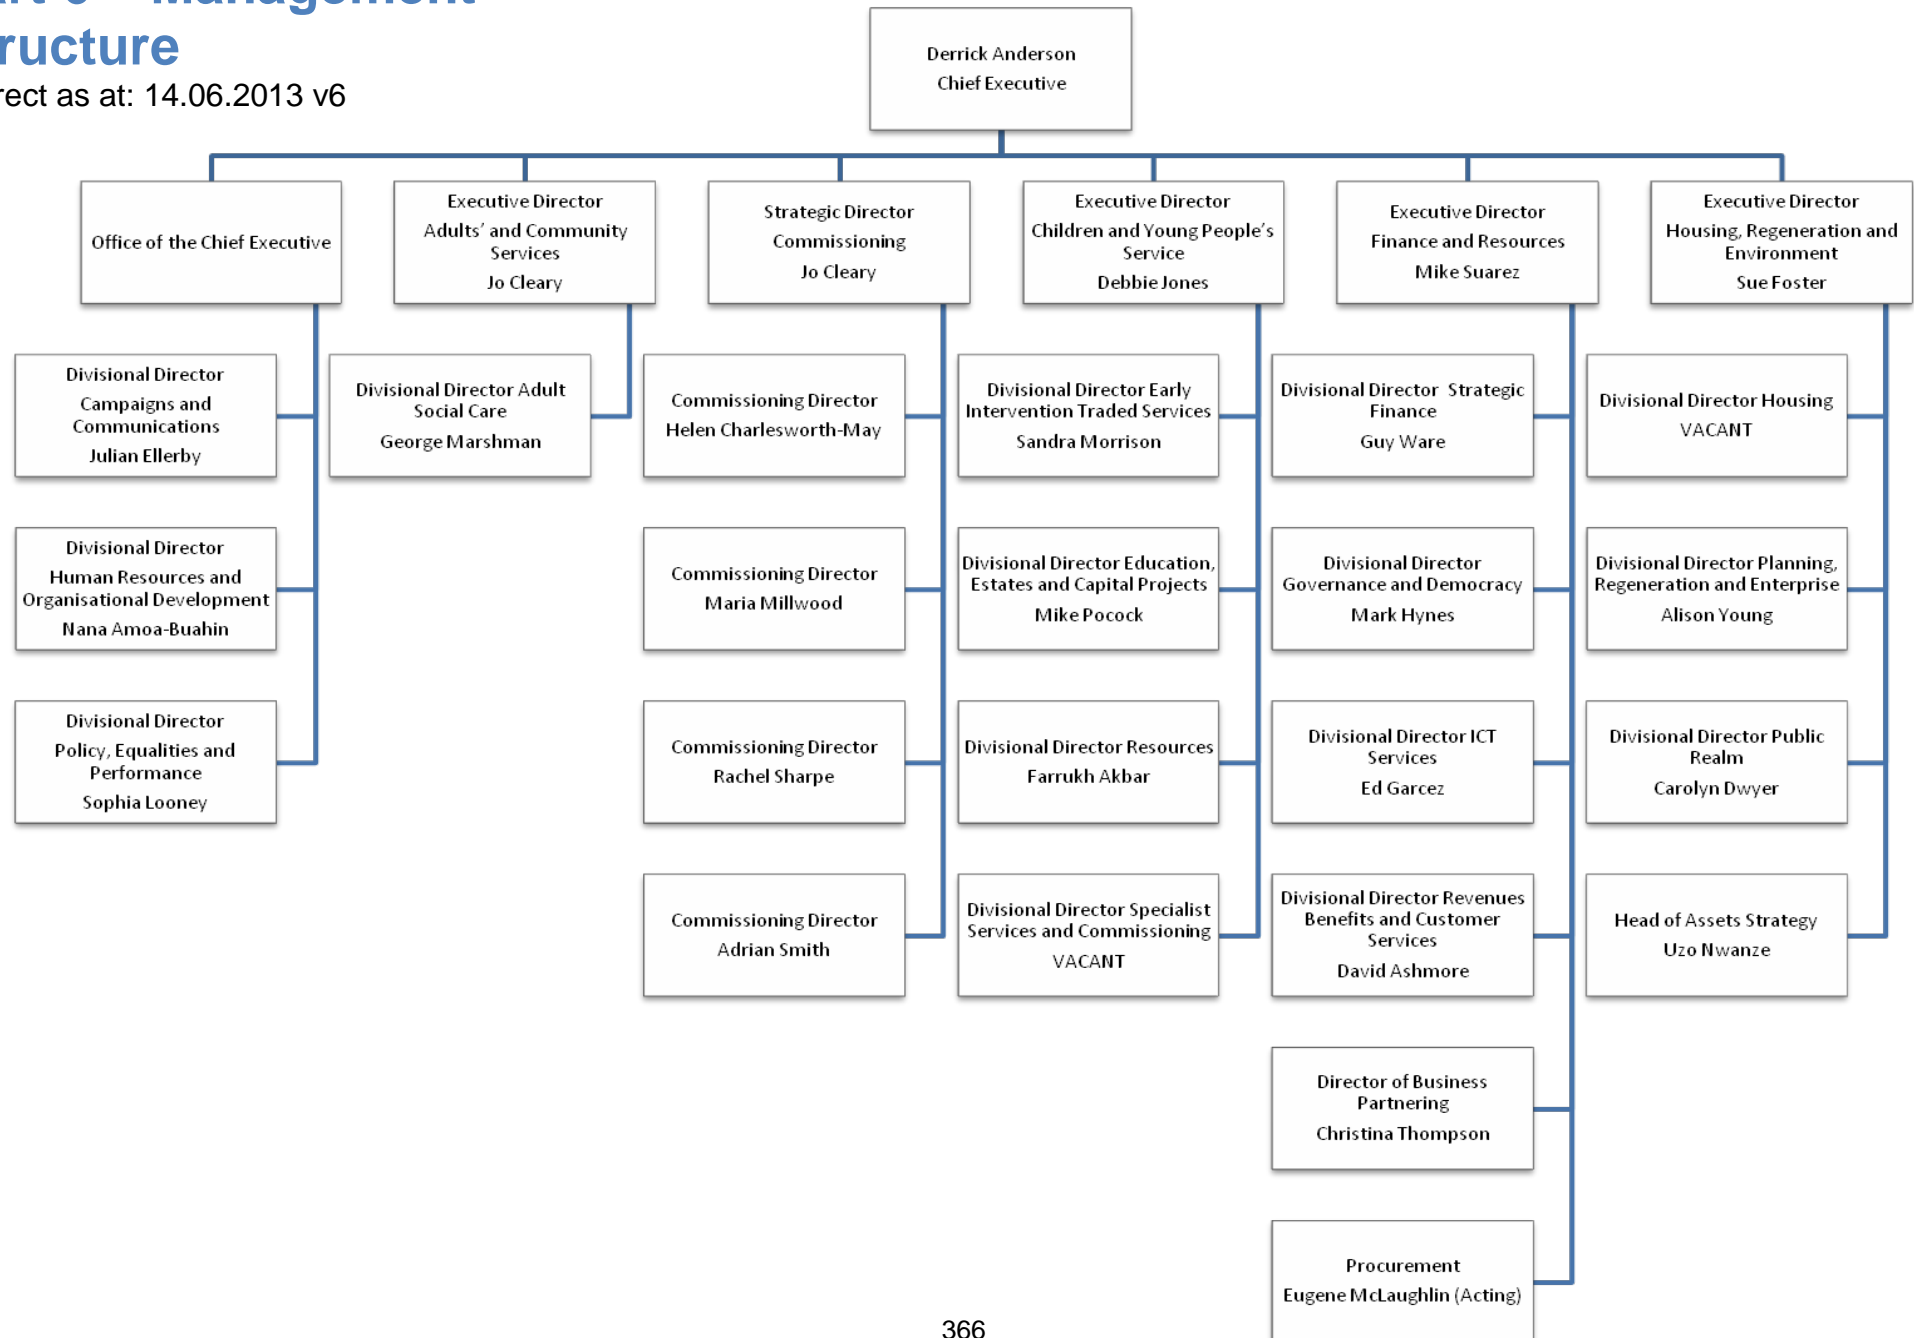 Management
ructure
rect as at: 14.06.2013 v6
Derrick Anderson
Chief Executive
Office of the Chief Executive
Executive Director
Adults' and Community
Services
Jo Cleary
Strategic Director
Commissioning
Jo Cleary
Executive Director
Children and Young People's
Service
Debbie Jones
Executive Director
Finance and Resources
Mike Suarez
Executive Director
Housing, Regeneration and
Environment
Sue Foster
Divisional Director
Campaigns and
Communications
Julian Ellerby
Divisional Director Adult
Social Care
George Marshman
Commissioning Director
Helen Charlesworth-May
Divisional Director Early
Intervention Traded Services
Sandra Morrison
Divisional Director Strategic
Finance
Guy Ware
Divisional Director Housing
VACANT
Divisional Director
Human Resources and
Organisational Development
Nana Amoa-Buahin
Commissioning Director
Maria Millwood
Divisional Director Education,
Estates and Capital Projects
Mike Pocock
Divisional Director
Governance and Democracy
Mark Hynes
Divisional Director Planning,
Regeneration and Enterprise
Alison Young
Divisional Director
Policy, Equalities and
Performance
Sophia Looney
Commissioning Director
Rachel Sharpe
Divisional Director Resources
Farrukh Akbar
Divisional Director ICT
Services
Ed Garcez
Divisional Director Public
Realm
Carolyn Dwyer
Commissioning Director
Adrian Smith
Divisional Director Specialist
Services and Commissioning
VACANT
Divisional Director Revenues
Benefits and Customer
Services
David Ashmore
Head of Assets Strategy
Uzo Nwanze
Director of Business
Partnering
Christina Thompson
Procurement
Eugene McLaughlin (Acting)
366